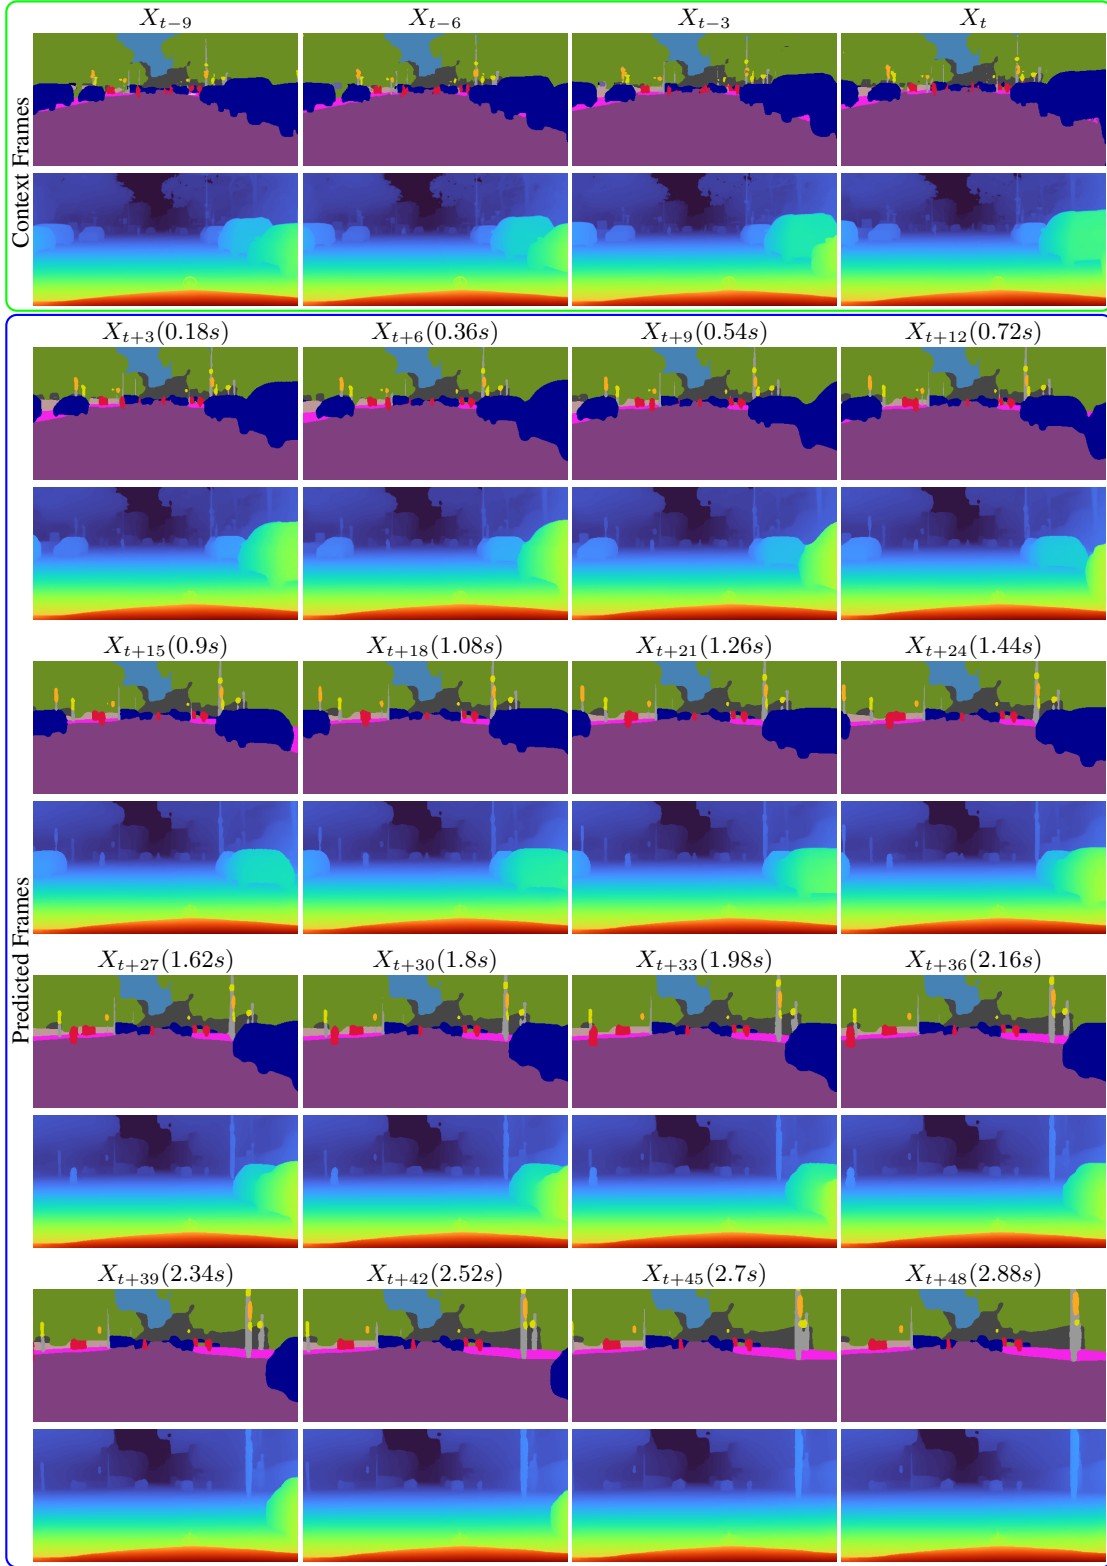 X_{t−9} X_{t−6} X_{t−3} X_t
Context Frames
X_{t+3}(0.18s) X_{t+6}(0.36s) X_{t+9}(0.54s) X_{t+12}(0.72s)
X_{t+15}(0.9s) X_{t+18}(1.08s) X_{t+21}(1.26s) X_{t+24}(1.44s)
Predicted Frames
X_{t+27}(1.62s) X_{t+30}(1.8s) X_{t+33}(1.98s) X_{t+36}(2.16s)
X_{t+39}(2.34s) X_{t+42}(2.52s) X_{t+45}(2.7s) X_{t+48}(2.88s)